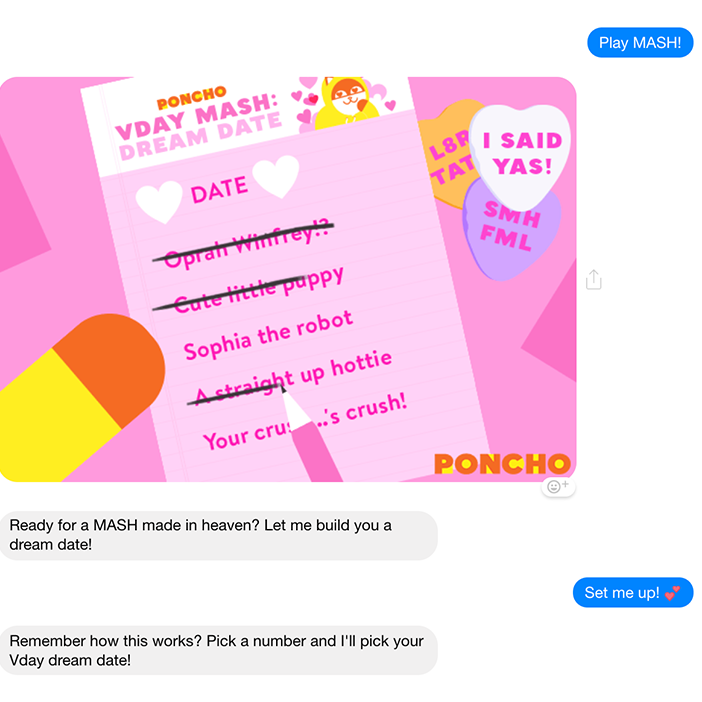 Play MASH!
PONCHO
VDAY MASH:
DREAM DATE
DATE
Oprah Winfrey!?
Cute little puppy
Sophia the robot
A straight up hottie
Your crus ..'s crush!
L8R
TAT
I SAID
YAS!
SMH
FML
PONCHO
Ready for a MASH made in heaven? Let me build you a
dream date!
Set me up! 💕
Remember how this works? Pick a number and I'll pick your
Vday dream date!